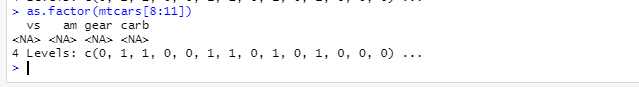 > as.factor(mtcars[8:11])
vs am gear carb
<NA> <NA> <NA> <NA>
4 Levels: c(0, 1, 1, 0, 0, 1, 1, 0, 1, 0, 1, 0, 0, 0) ...
>